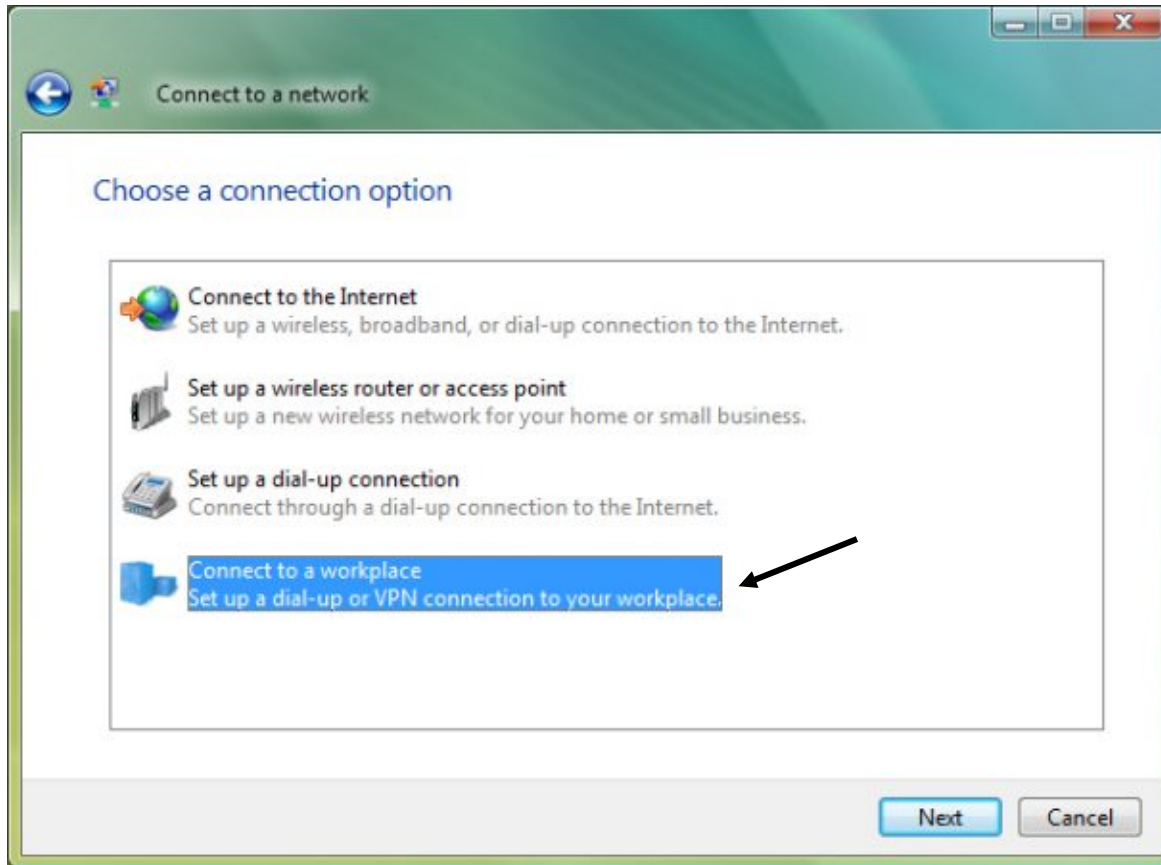 Connect to a network
Choose a connection option
Connect to the Internet
Set up a wireless, broadband, or dial-up connection to the Internet.
Set up a wireless router or access point
Set up a new wireless network for your home or small business.
Set up a dial-up connection
Connect through a dial-up connection to the Internet.
Connect to a workplace
Set up a dial-up or VPN connection to your workplace.
Next
Cancel